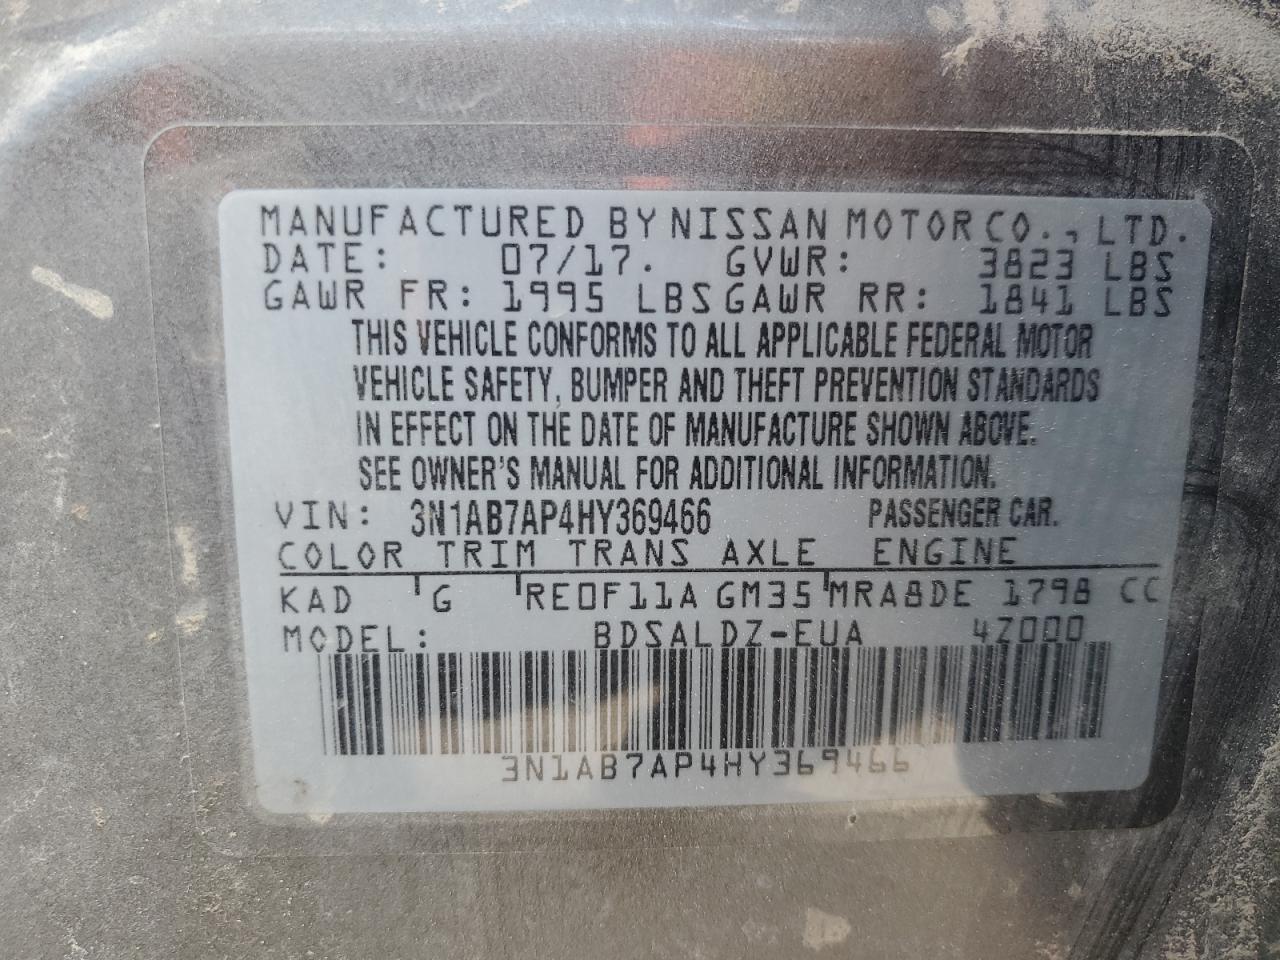 MANUFACTURED BY NISSAN MOTOR CO., LTD.
DATE: 07/17. GVWR: 3823 LBS
GAWR FR: 1995 LBS GAWR RR: 1841 LBS
THIS VEHICLE CONFORMS TO ALL APPLICABLE FEDERAL MOTOR
VEHICLE SAFETY, BUMPER AND THEFT PREVENTION STANDARDS
IN EFFECT ON THE DATE OF MANUFACTURE SHOWN ABOVE.
SEE OWNER'S MANUAL FOR ADDITIONAL INFORMATION.
VIN: 3N1AB7AP4HY369466 PASSENGER CAR.
COLOR TRIM TRANS AXLE ENGINE
KAD G RE0F11A GM35 MRA8DE 1798 CC
MODEL: BDSALDZ-EUA 4Z000
3N1AB7AP4HY369466